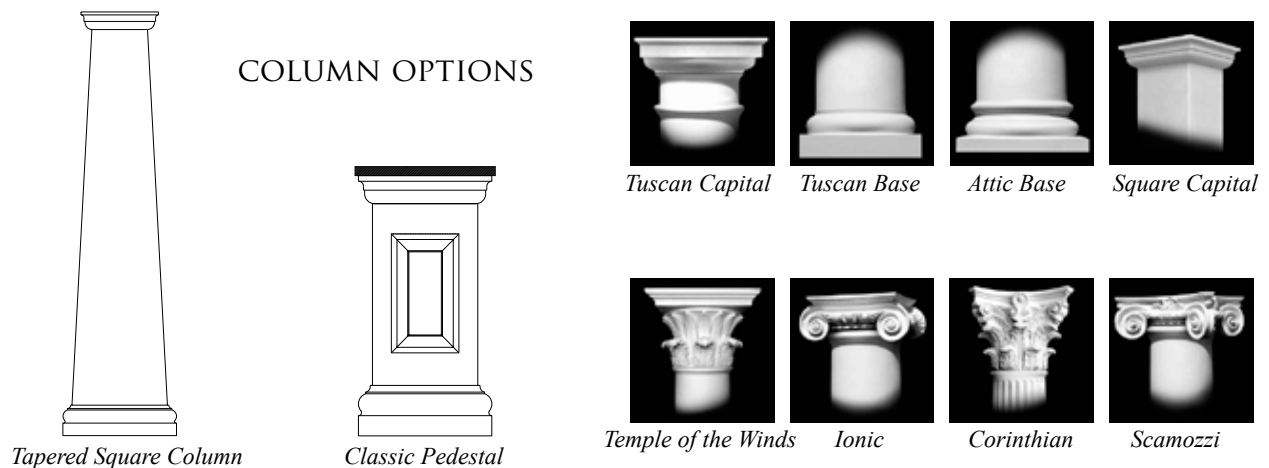 COLUMN OPTIONS
Tuscan Capital
Tuscan Base
Attic Base
Square Capital
Temple of the Winds
Ionic
Corinthian
Scamozzi
Tapered Square Column
Classic Pedestal